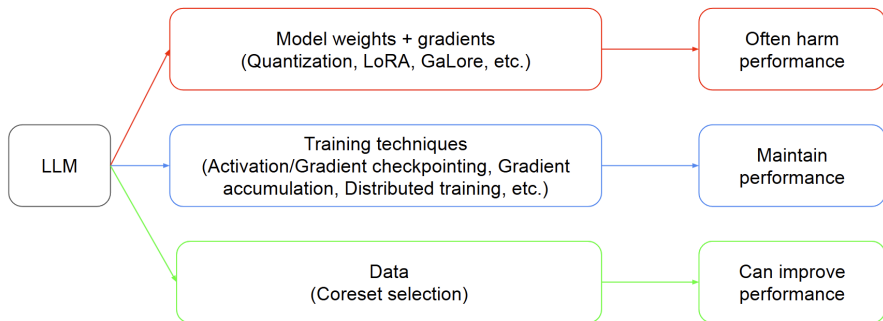 LLM
Model weights + gradients
(Quantization, LoRA, GaLore, etc.)
Often harm
performance
Training techniques
(Activation/Gradient checkpointing, Gradient
accumulation, Distributed training, etc.)
Maintain
performance
Data
(Coreset selection)
Can improve
performance